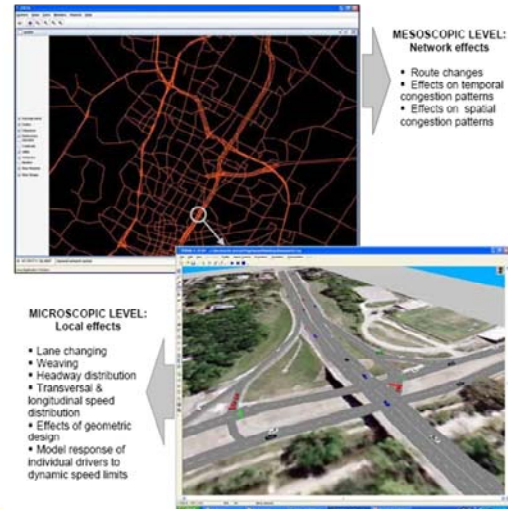 MESOSCOPIC LEVEL:
Network effects
▪ Route changes
▪ Effects on temporal
congestion patterns
▪ Effects on spatial
congestion patterns
MICROSCOPIC LEVEL:
Local effects
▪ Lane changing
▪ Weaving
▪ Headway distribution
▪ Transversal &
longitudinal speed
distribution
▪ Effects of geometric
design
▪ Model response of
individual drivers to
dynamic speed limits